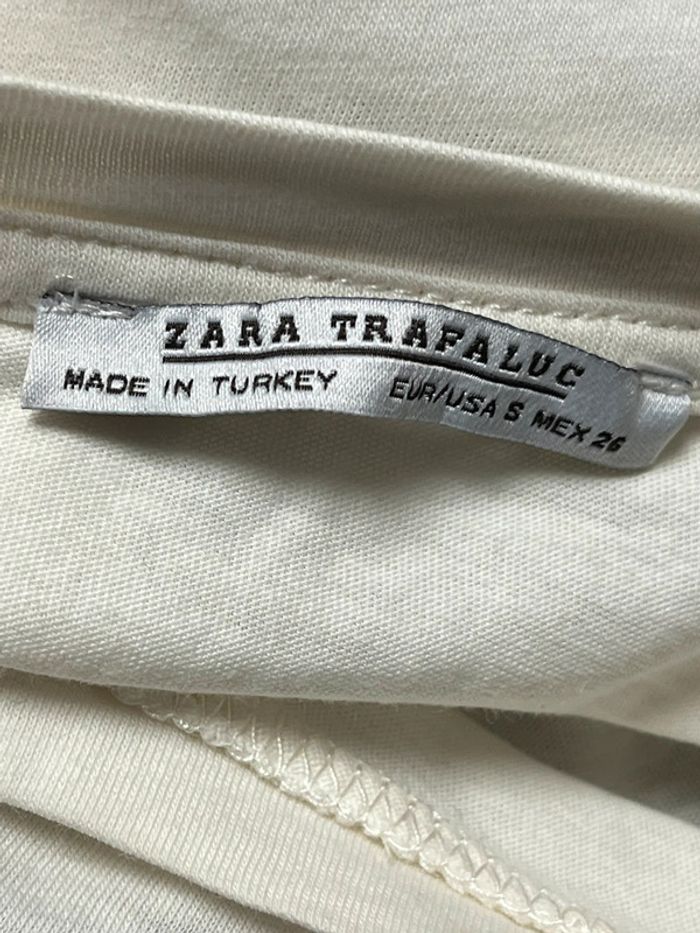 ZARA TRAFALUC
MADE IN TURKEY EUR/USA S MEX 26